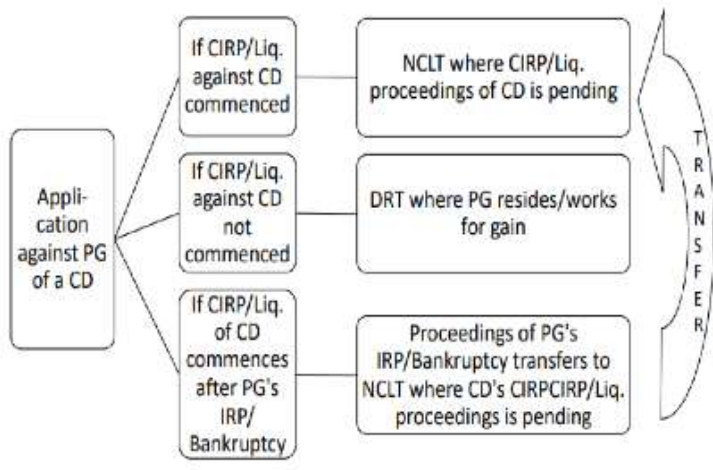 Appli-
cation
against PG
of a CD
If CIRP/Liq.
against CD
commenced
NCLT where CIRP/Liq.
proceedings of CD is pending
If CIRP/Liq.
against CD
not
commenced
DRT where PG resides/works
for gain
If CIRP/Liq.
of CD
commences
after PG's
IRP/
Bankruptcy
Proceedings of PG's
IRP/Bankruptcy transfers to
NCLT where CD's CIRPCIRP/Liq.
proceedings is pending
TRANSFER